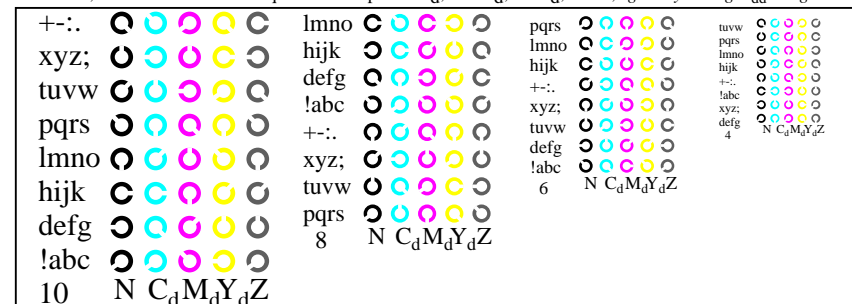 +-:.
xyz;
tuvw
pqrs
lmno
hijk
defg
!abc
10 N CdMdYdZ
lmno
hijk
defg
!abc
+-:.
xyz;
tuvw
pqrs
8 N CdMdYdZ
pqrs
lmno
hijk
+-:.
xyz;
tuvw
defg
!abc
6 N CdMdYdZ
tuvw
pqrs
lmno
hijk
+-:.
!abc
xyz;
defg
4 N CdMdYdZ